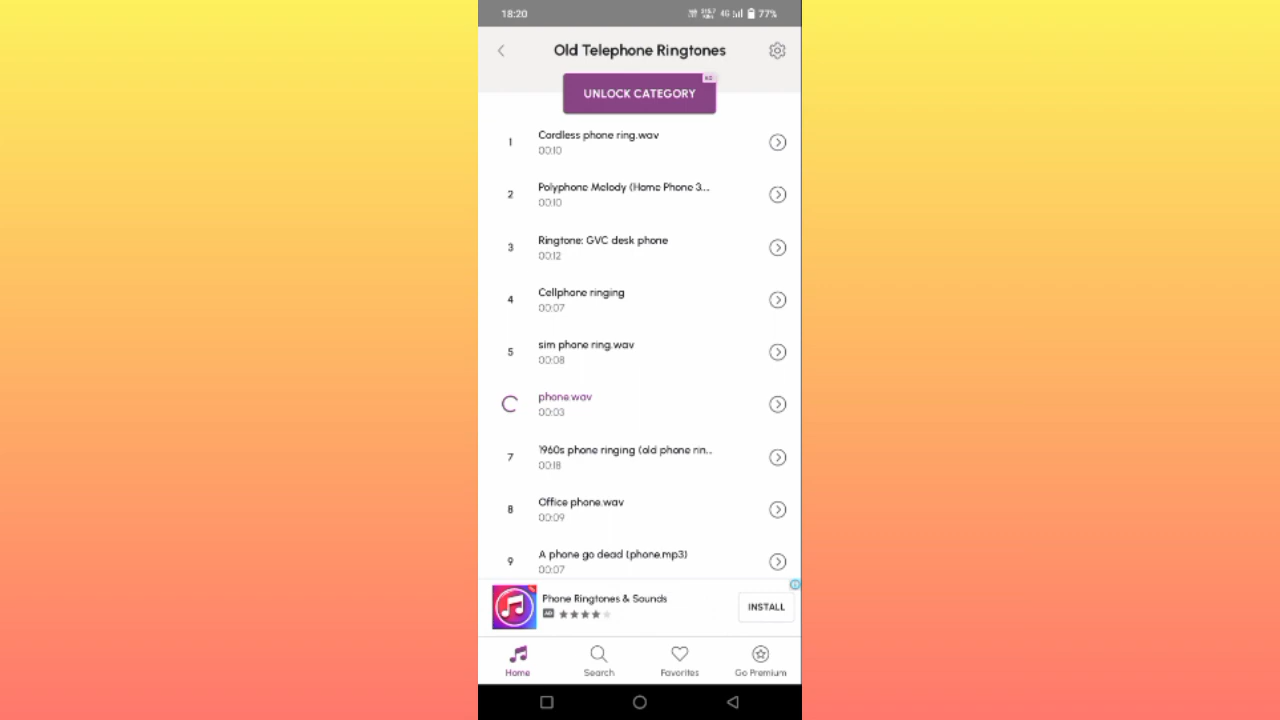 18:20
4G 77%
Old Telephone Ringtones
AD
UNLOCK CATEGORY
1 Cordless phone ring.wav
00:10
2 Polyphone Melody (Home Phone 3...
00:10
3 Ringtone: GVC desk phone
00:12
4 Cellphone ringing
00:07
5 sim phone ring.wav
00:08
phone.wav
00:03
7 1960s phone ringing (old phone rin...
00:18
8 Office phone.wav
00:09
9 A phone go dead (phone.mp3)
00:07
Phone Ringtones & Sounds
AD
INSTALL
Home Search Favorites Go Premium